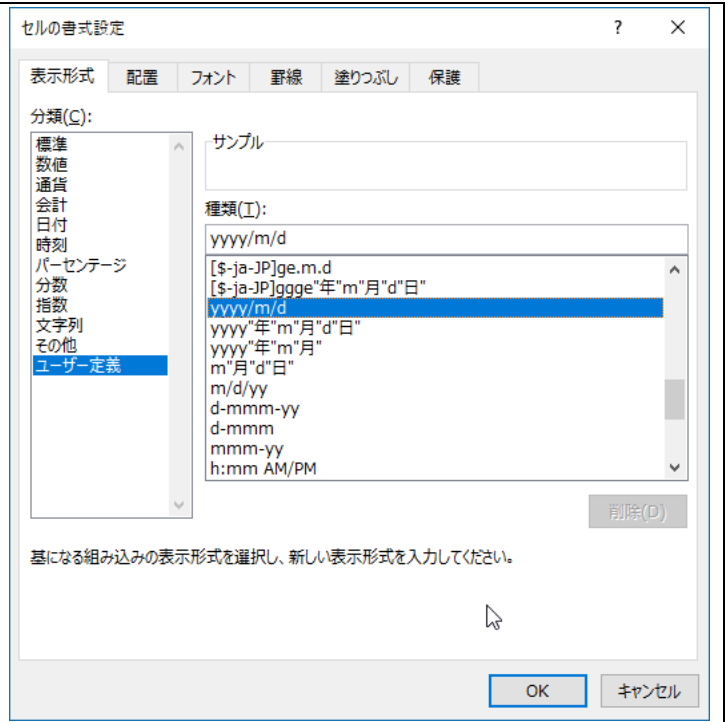 セルの書式設定
表示形式 配置 フォント 罫線 塗りつぶし 保護
分類(C):
標準
数値
通貨
会計
日付
時刻
パーセンテージ
分数
指数
文字列
その他
ユーザー定義
サンプル
種類(T):
yyyy/m/d
[$-ja-JP]ge.m.d
[$-ja-JP]ggge"年"m"月"d"日"
yyyy/m/d
yyyy"年"m"月"d"日"
yyyy"年"m"月"
m"月"d"日"
m/d/yy
d-mmm-yy
d-mmm
mmm-yy
h:mm AM/PM
削除(D)
基になる組み込みの表示形式を選択し、新しい表示形式を入力してください。
OK キャンセル